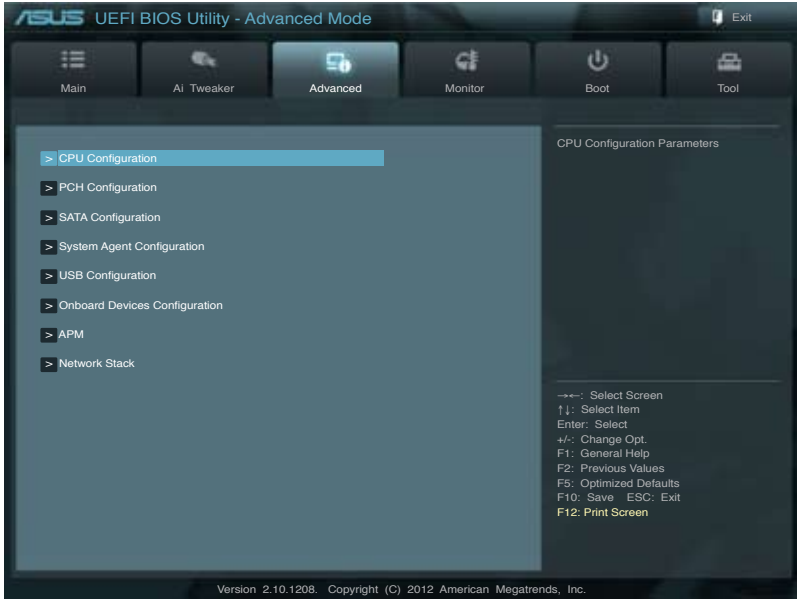 ASUS UEFI BIOS Utility - Advanced Mode
Exit
Main
Ai Tweaker
Advanced
Monitor
Boot
Tool
> CPU Configuration
> PCH Configuration
> SATA Configuration
> System Agent Configuration
> USB Configuration
> Onboard Devices Configuration
> APM
> Network Stack
CPU Configuration Parameters
→←: Select Screen
↑↓: Select Item
Enter: Select
+/-: Change Opt.
F1: General Help
F2: Previous Values
F5: Optimized Defaults
F10: Save ESC: Exit
F12: Print Screen
Version 2.10.1208. Copyright (C) 2012 American Megatrends, Inc.